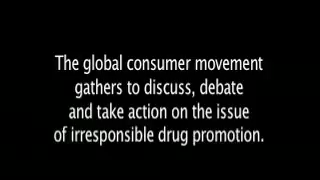 The global consumer movement
gathers to discuss, debate
and take action on the issue
of irresponsible drug promotion.